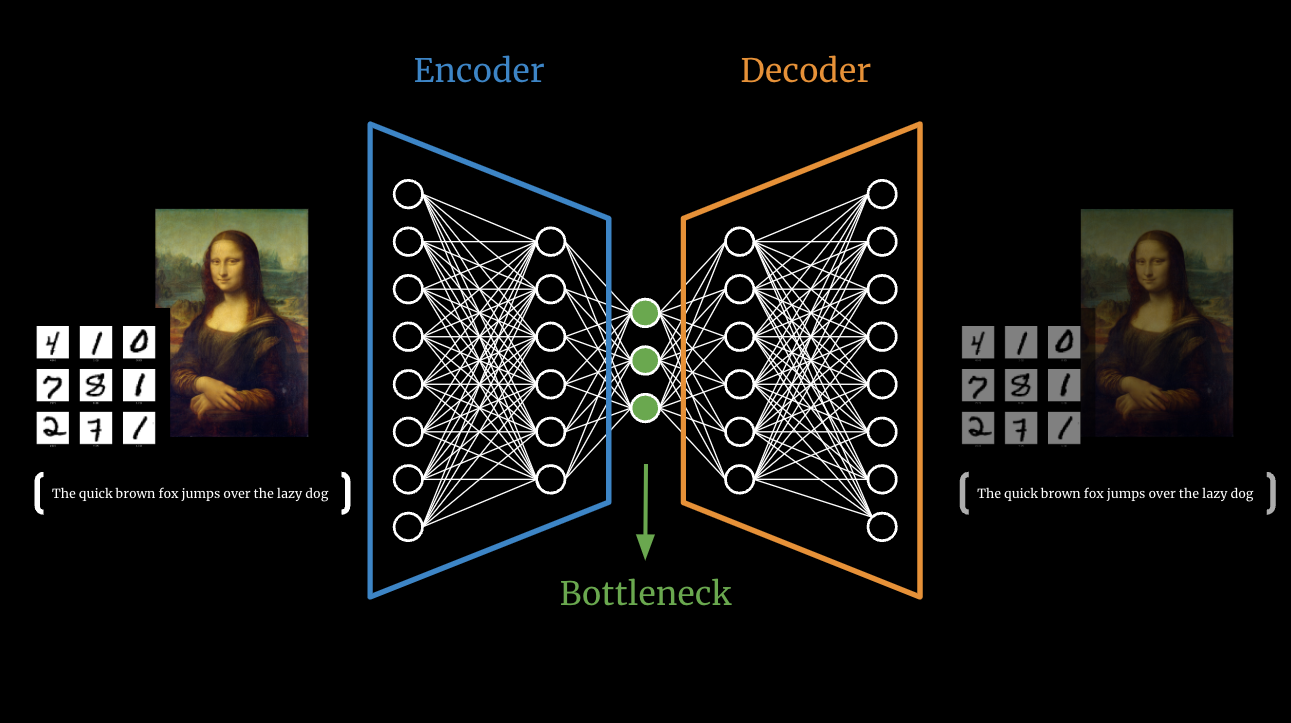 Encoder
Decoder
4 1 0
7 8 1
2 7 1
The quick brown fox jumps over the lazy dog
4 1 0
7 8 1
2 7 1
The quick brown fox jumps over the lazy dog
Bottleneck